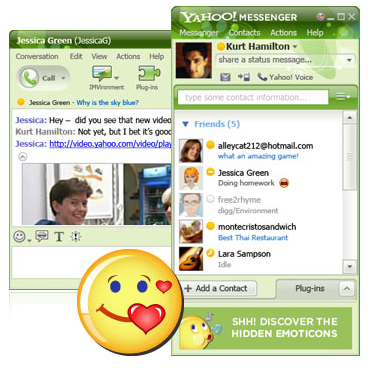 Jessica Green (JessicaG)
Conversation Edit View Actions Help
Call
IMVironment
Plug-ins
Jessica Green - Why is the sky blue?
Jessica: Hey – did you see that new video
Kurt Hamilton: Not yet, but I bet it's good
Jessica: http://video.yahoo.com/video/play
YAHOO! MESSENGER
Messenger Contacts Actions Help
Kurt Hamilton
share a status message...
Yahoo! Voice
type some contact information...
Friends (5)
alleycat212@hotmail.com
what an amazing game!
Jessica Green
Doing homework
free2rhyme
digg/Environment
montecristosandwich
Best Thai Restaurant
Lara Sampson
Idle
+ Add a Contact
Plug-ins
SHH! DISCOVER THE
HIDDEN EMOTICONS